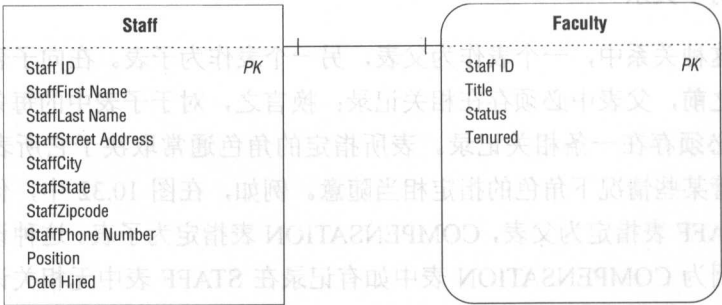 Staff
Staff ID PK
StaffFirst Name
StaffLast Name
StaffStreet Address
StaffCity
StaffState
StaffZipcode
StaffPhone Number
Position
Date Hired
Faculty
Staff ID PK
Title
Status
Tenured